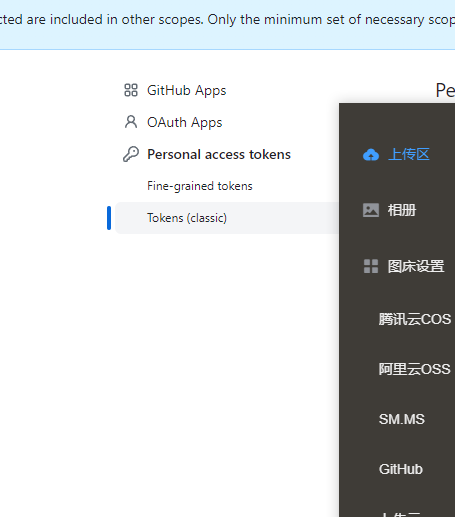 cted are included in other scopes. Only the minimum set of necessary scop
Pe
GitHub Apps
OAuth Apps
Personal access tokens
Fine-grained tokens
Tokens (classic)
上传区
相册
图床设置
腾讯云COS
阿里云OSS
SM.MS
GitHub